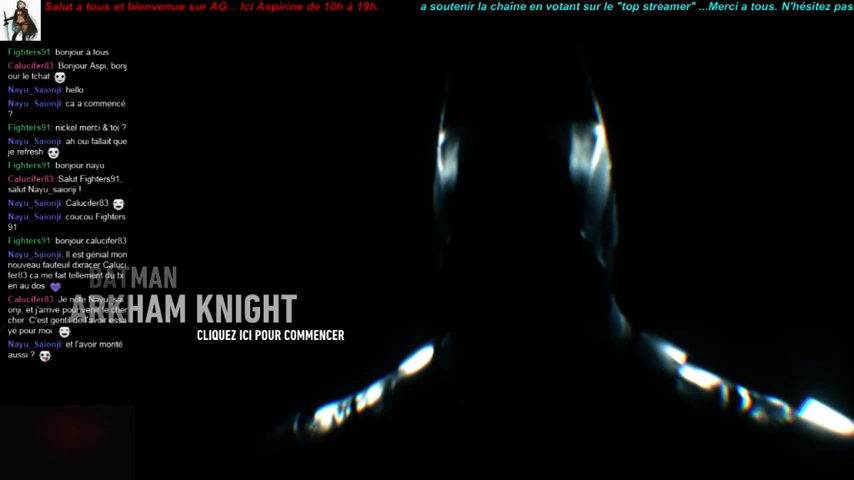 Salut a tous et bienvenue sur AG... Ici Aspirine de 10h à 19h.
a soutenir la chaîne en votant sur le "top streamer" ...Merci a tous. N'hésitez pas
Fighters91: bonjour à tous
Calucifer83: Bonjour Aspi, bonj
our le tchat
Nayu_Saionji: hello
Nayu_Saionji: ca a commencé
?
Fighters91: nickel merci & toi ?
Nayu_Saionji: ah oui fallait que
je refresh
Fighters91: bonjour nayu
Calucifer83: Salut Fighters91,
salut Nayu_saionji !
Nayu_Saionji: Calucifer83
Nayu_Saionji: coucou Fighters
91
Fighters91: bonjour calucifer83
Nayu_Saionji: Il est génial mon
nouveau fauteuil dxracer Caluci
fer83 ca me fait tellement du bi
en au dos
Calucifer83: Je note Nayu_sai
onji, et j'arrive pour venir le cher
cher. C'est gentil de l'avoir essa
yé pour moi.
Nayu_Saionji: et l'avoir monté
aussi ?
BATMAN
ARKHAM KNIGHT
CLIQUEZ ICI POUR COMMENCER